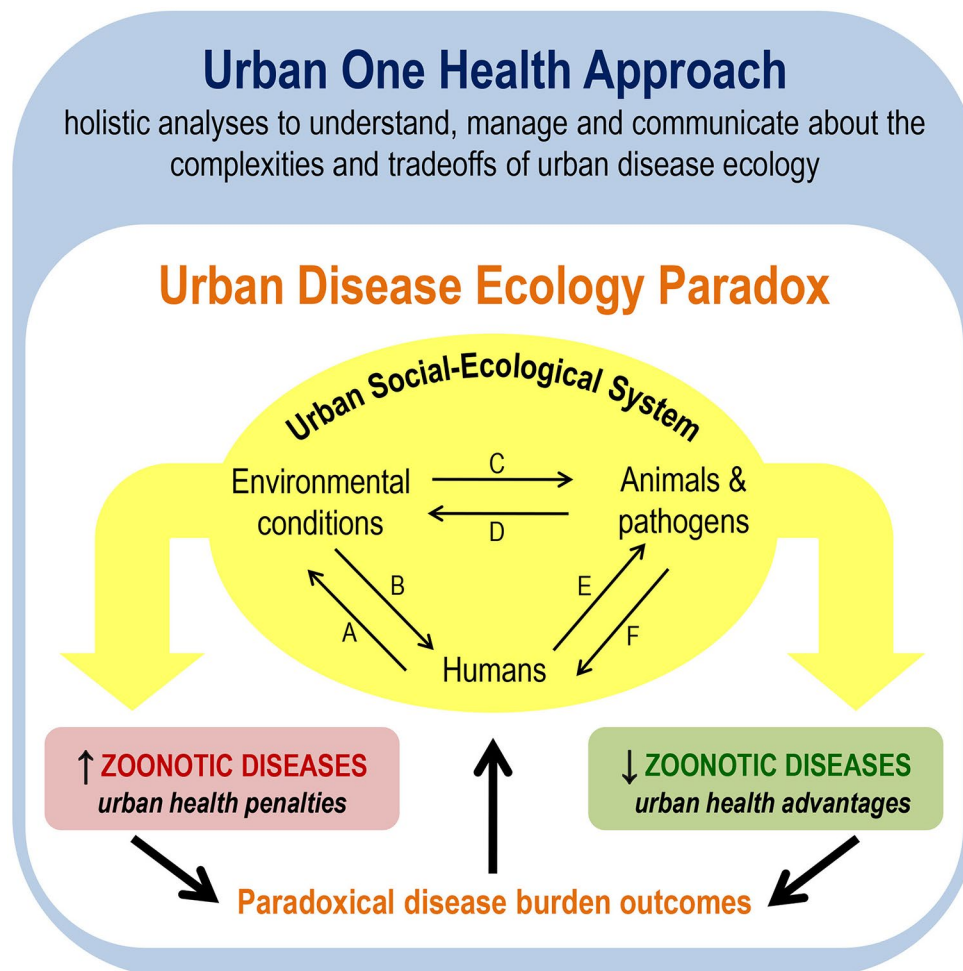 Urban One Health Approach
holistic analyses to understand, manage and communicate about the
complexities and tradeoffs of urban disease ecology
Urban Disease Ecology Paradox
Urban Social-Ecological System
Environmental
conditions
C
D
Animals &
pathogens
B
A
E
F
Humans
↑ ZOONOTIC DISEASES
urban health penalties
↓ ZOONOTIC DISEASES
urban health advantages
Paradoxical disease burden outcomes